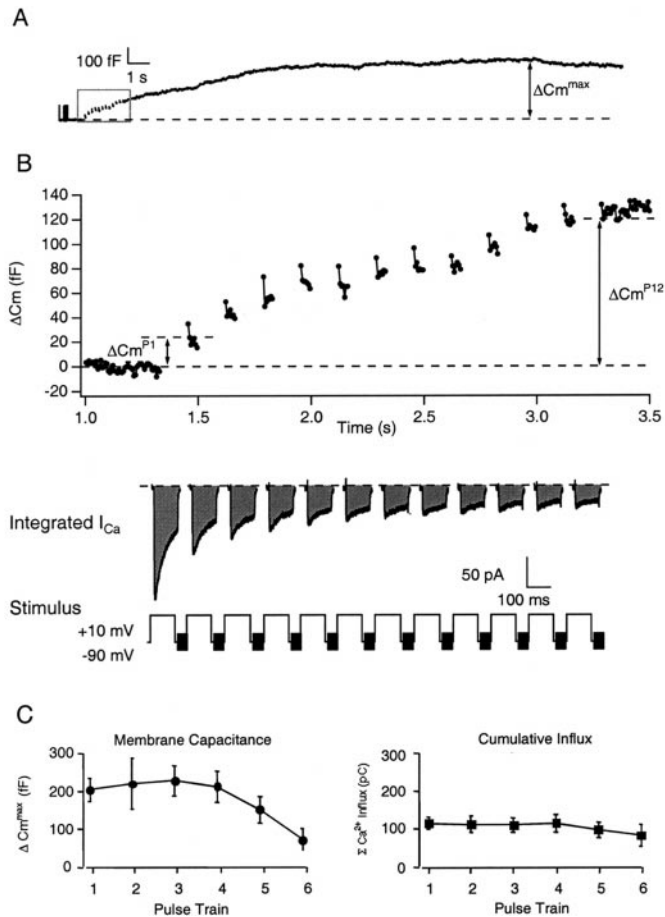 A
100 fF
1 s
ΔCm^max
B
140
120
100
80
60
40
20
0
-20
ΔCm (fF)
ΔCm^P1
ΔCm^P12
1.0 1.5 2.0 2.5 3.0 3.5
Time (s)
Integrated I_Ca
50 pA
100 ms
Stimulus
+10 mV
-90 mV
C
Membrane Capacitance
300
200
100
0
Δ Cm^max (fF)
1 2 3 4 5 6
Pulse Train
Cumulative Influx
300
200
100
0
Σ Ca²⁺ Influx (pC)
1 2 3 4 5 6
Pulse Train